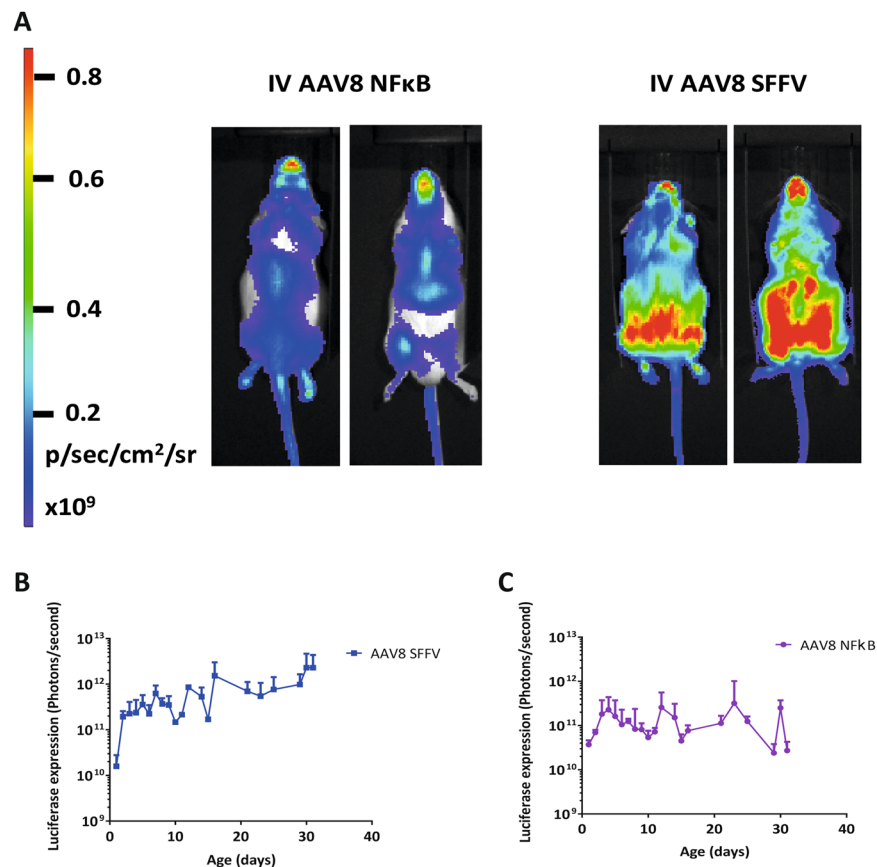 A
IV AAV8 NFκB
IV AAV8 SFFV
0.8
0.6
0.4
0.2
p/sec/cm²/sr
x10⁹
B
C
Luciferase expression (Photons/second)
10¹³
10¹²
10¹¹
10¹⁰
10⁹
0
10
20
30
40
Age (days)
AAV8 SFFV
Luciferase expression (Photons/second)
10¹³
10¹²
10¹¹
10¹⁰
10⁹
0
10
20
30
40
Age (days)
AAV8 NFkB